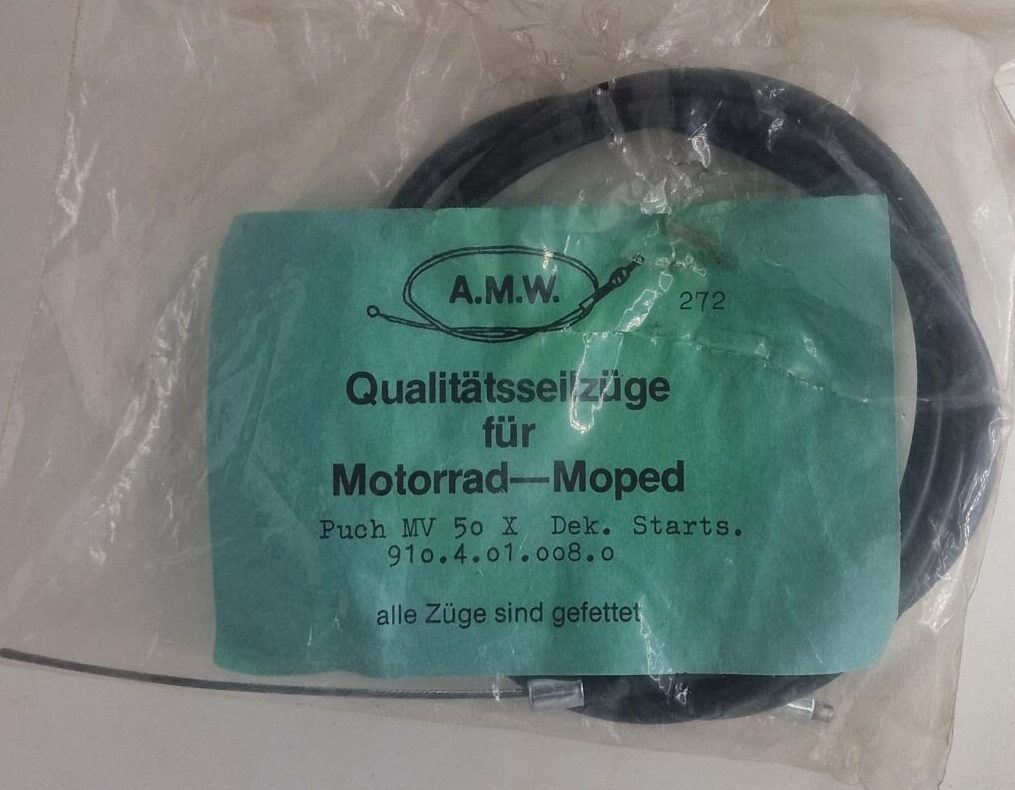 A.M.W.
272
Qualitätsseilzüge
für
Motorrad—Moped
Puch MV 5o X Dek. Starts.
91o.4.o1.oo8.o
alle Züge sind gefettet